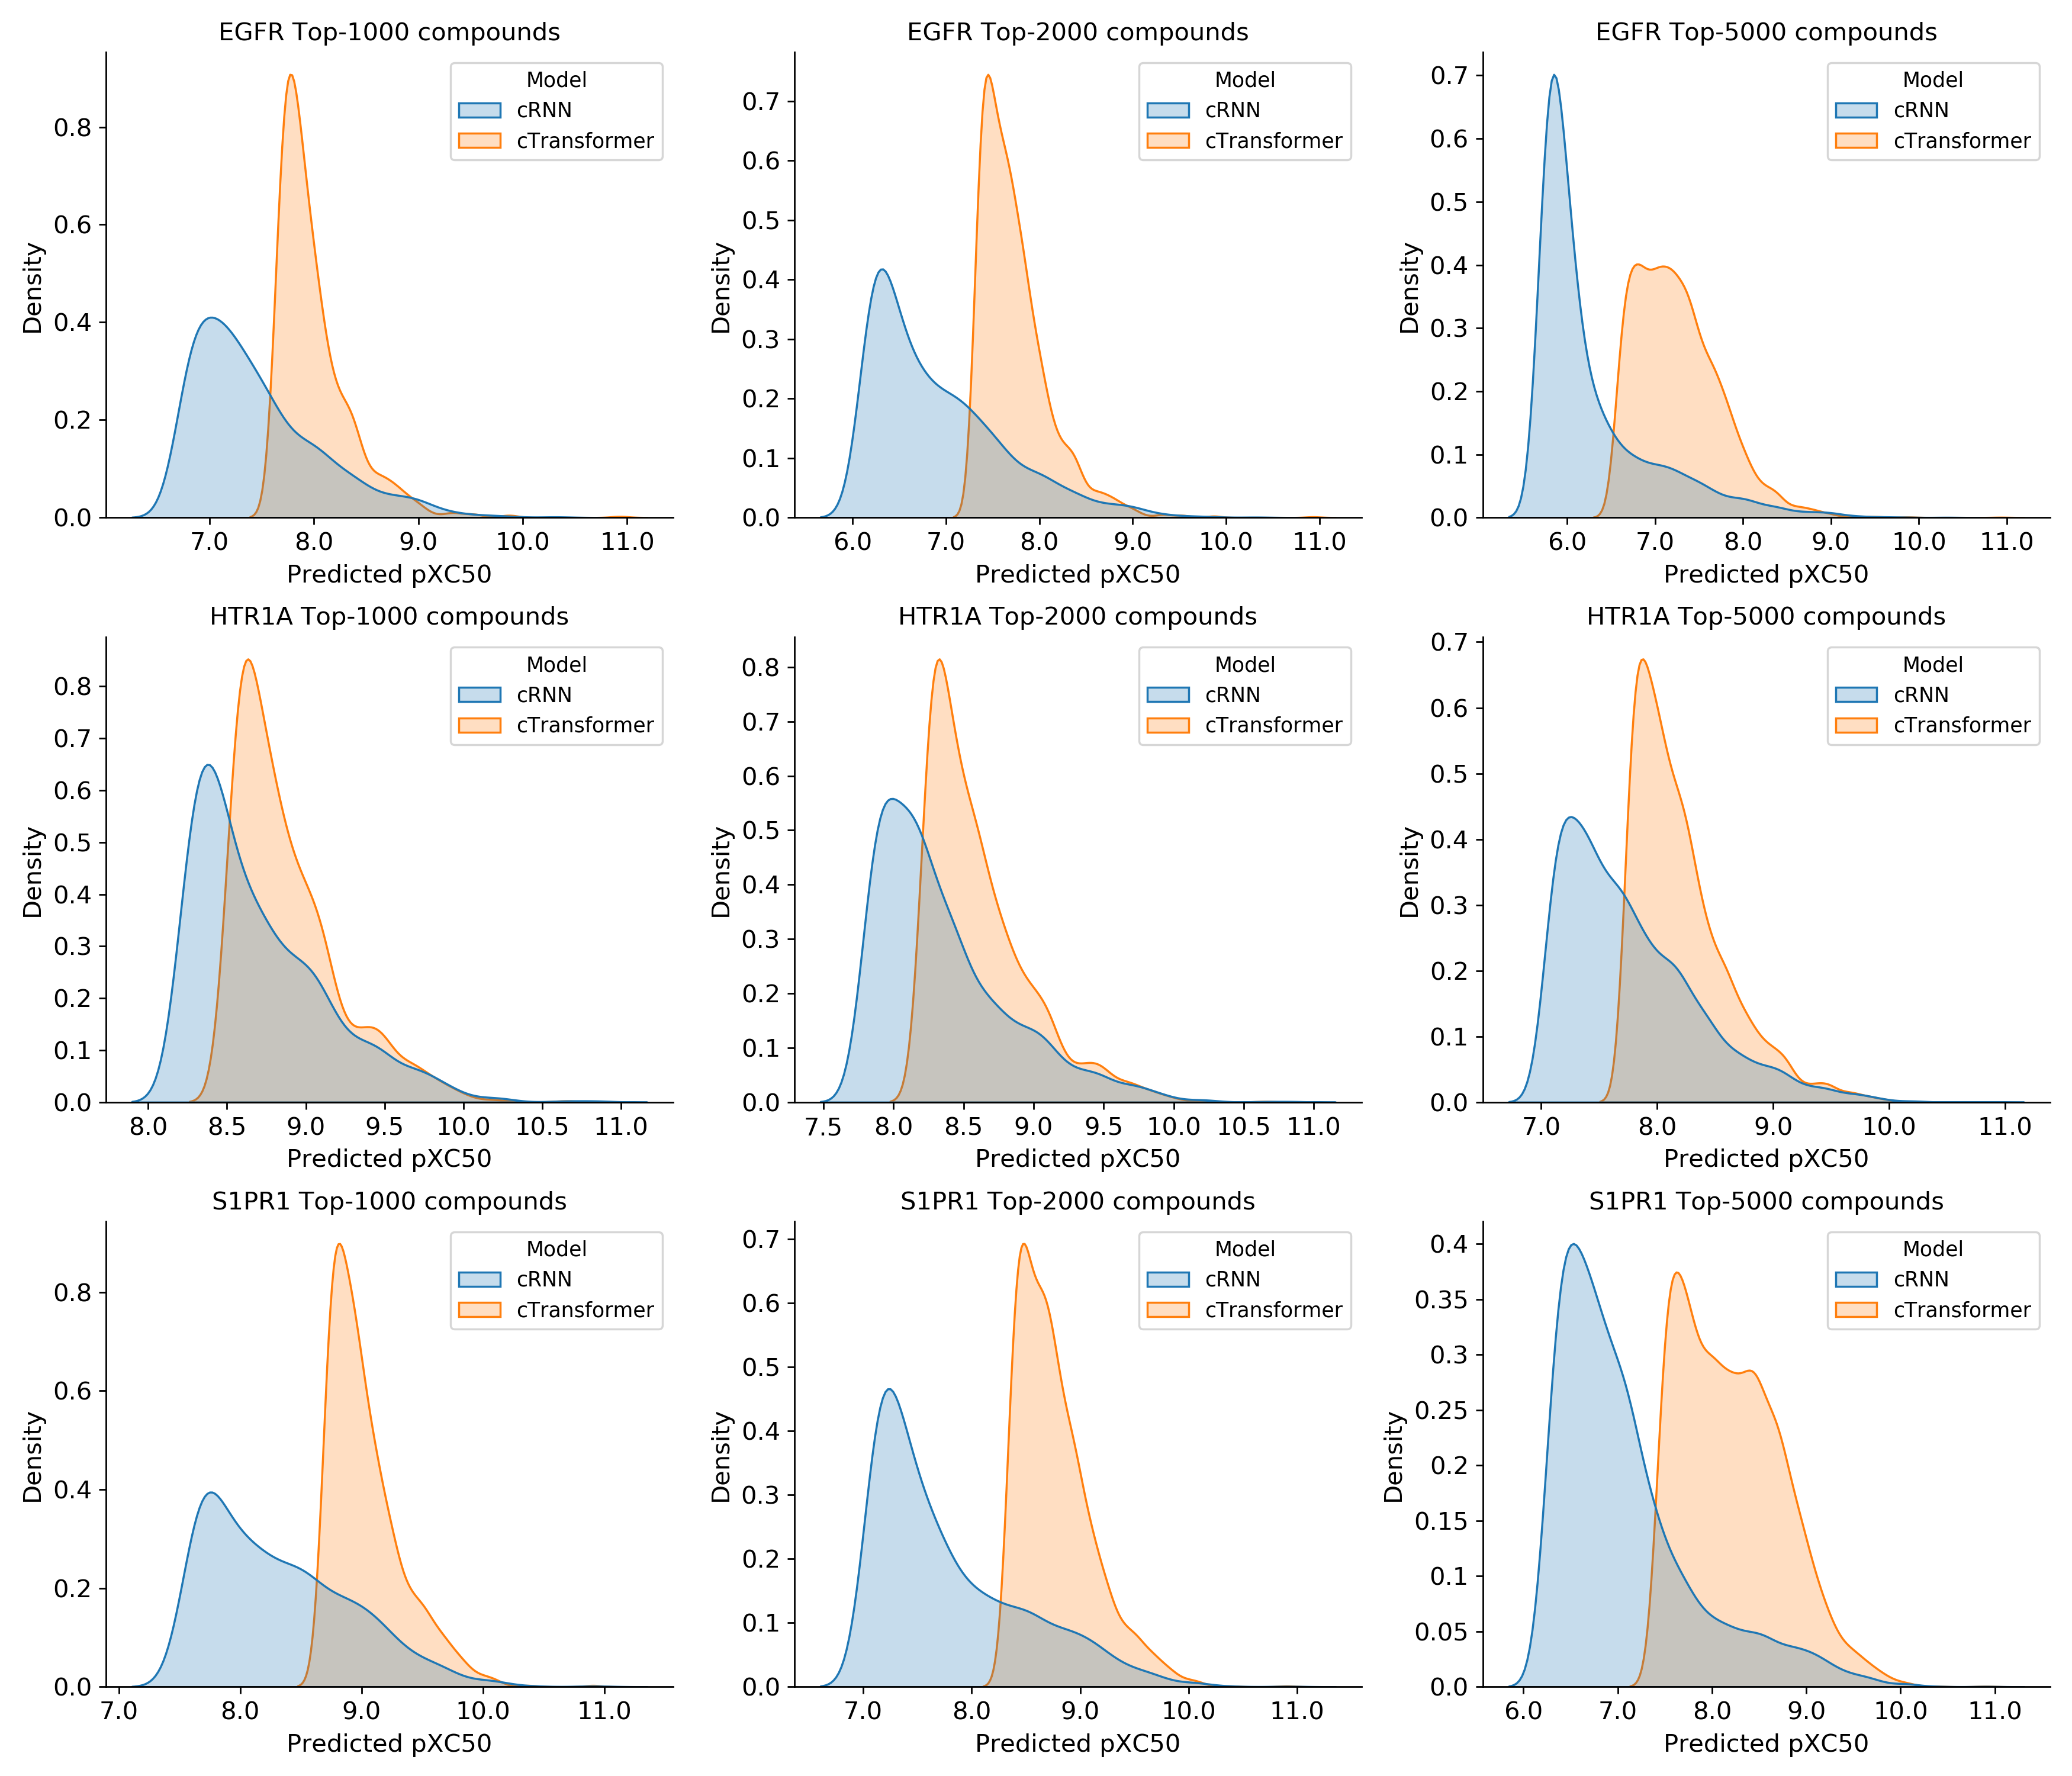 EGFR Top-1000 compounds
Density
0.8
0.6
0.4
0.2
0.0
7.0 8.0 9.0 10.0 11.0
Predicted pXC50
Model
cRNN
cTransformer
EGFR Top-2000 compounds
Density
0.7
0.6
0.5
0.4
0.3
0.2
0.1
0.0
6.0 7.0 8.0 9.0 10.0 11.0
Predicted pXC50
Model
cRNN
cTransformer
EGFR Top-5000 compounds
Density
0.7
0.6
0.5
0.4
0.3
0.2
0.1
0.0
6.0 7.0 8.0 9.0 10.0 11.0
Predicted pXC50
Model
cRNN
cTransformer
HTR1A Top-1000 compounds
Density
0.8
0.7
0.6
0.5
0.4
0.3
0.2
0.1
0.0
8.0 8.5 9.0 9.5 10.0 10.5 11.0
Predicted pXC50
Model
cRNN
cTransformer
HTR1A Top-2000 compounds
Density
0.8
0.7
0.6
0.5
0.4
0.3
0.2
0.1
0.0
7.5 8.0 8.5 9.0 9.5 10.0 10.5 11.0
Predicted pXC50
Model
cRNN
cTransformer
HTR1A Top-5000 compounds
Density
0.7
0.6
0.5
0.4
0.3
0.2
0.1
0.0
7.0 8.0 9.0 10.0 11.0
Predicted pXC50
Model
cRNN
cTransformer
S1PR1 Top-1000 compounds
Density
0.8
0.6
0.4
0.2
0.0
7.0 8.0 9.0 10.0 11.0
Predicted pXC50
Model
cRNN
cTransformer
S1PR1 Top-2000 compounds
Density
0.7
0.6
0.5
0.4
0.3
0.2
0.1
0.0
7.0 8.0 9.0 10.0 11.0
Predicted pXC50
Model
cRNN
cTransformer
S1PR1 Top-5000 compounds
Density
0.4
0.35
0.3
0.25
0.2
0.15
0.1
0.05
0.0
6.0 7.0 8.0 9.0 10.0 11.0
Predicted pXC50
Model
cRNN
cTransformer